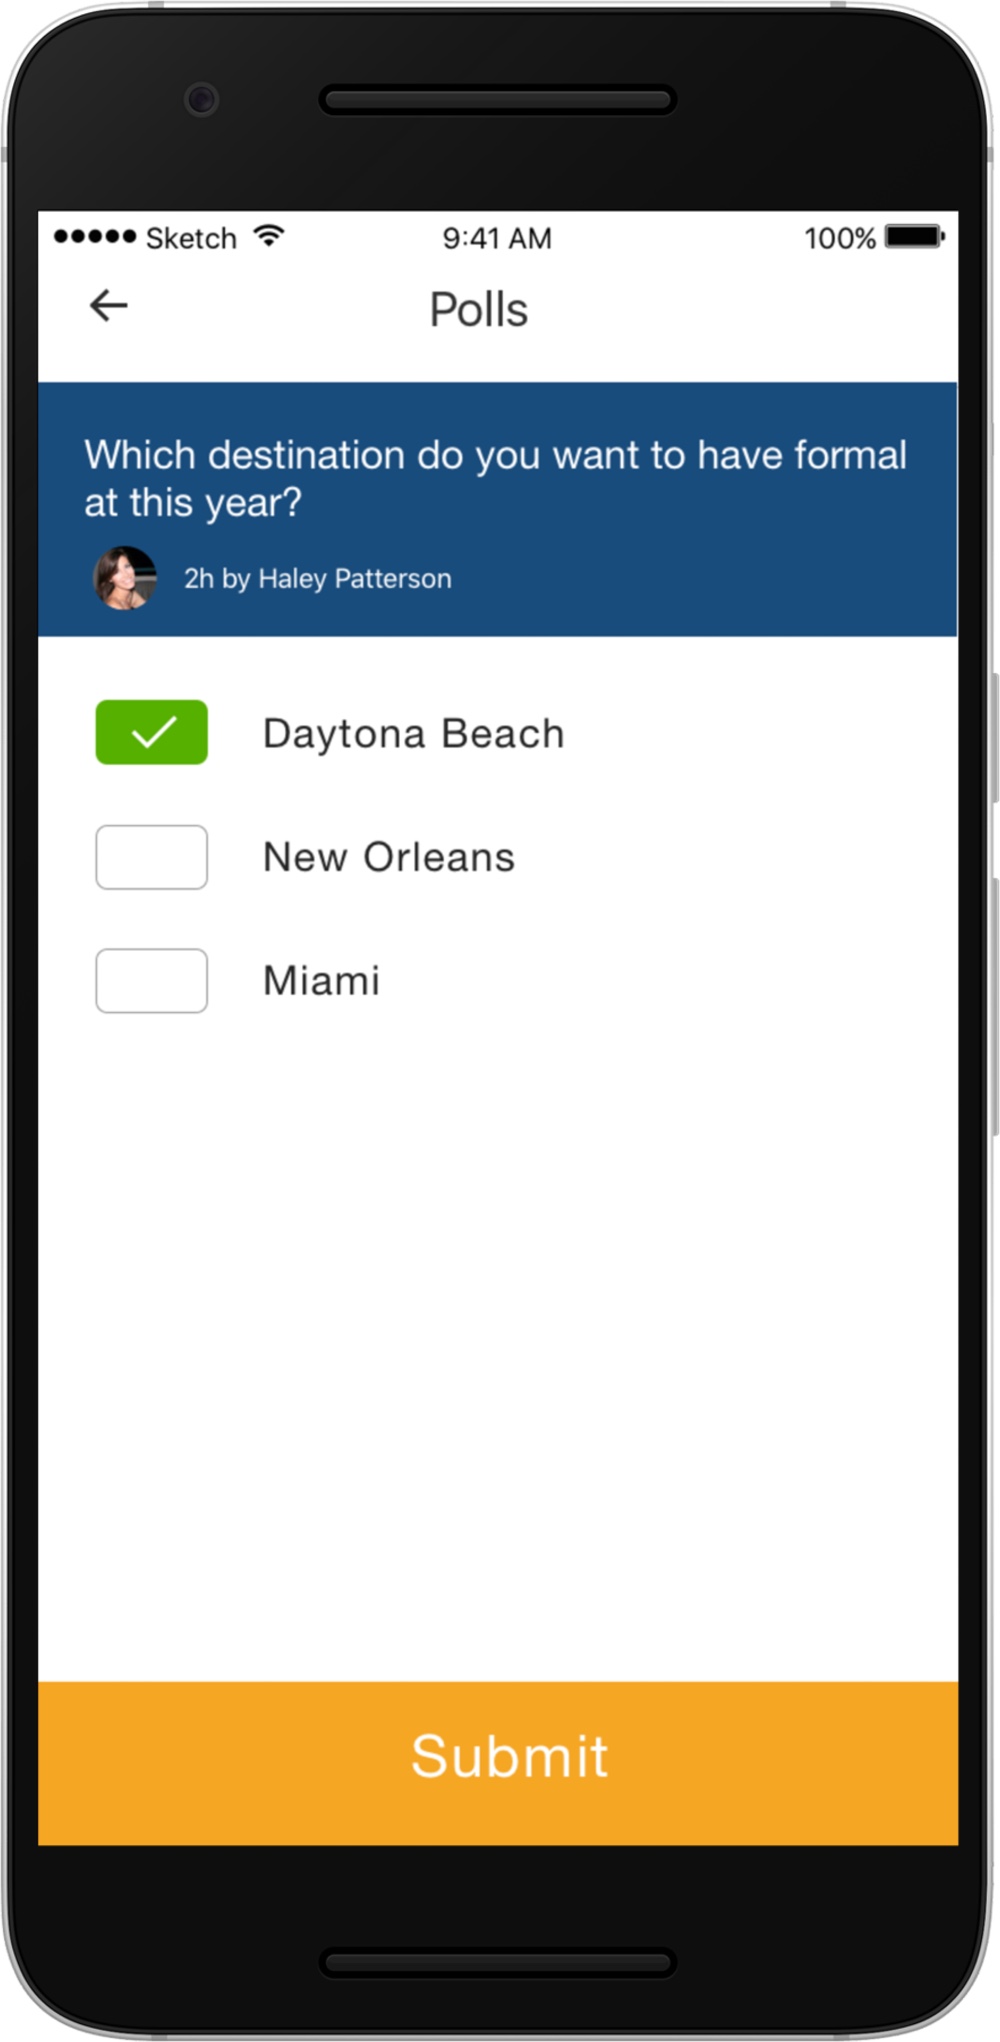 Sketch 9:41 AM 100%
Polls
Which destination do you want to have formal
at this year?
2h by Haley Patterson
Daytona Beach
New Orleans
Miami
Submit